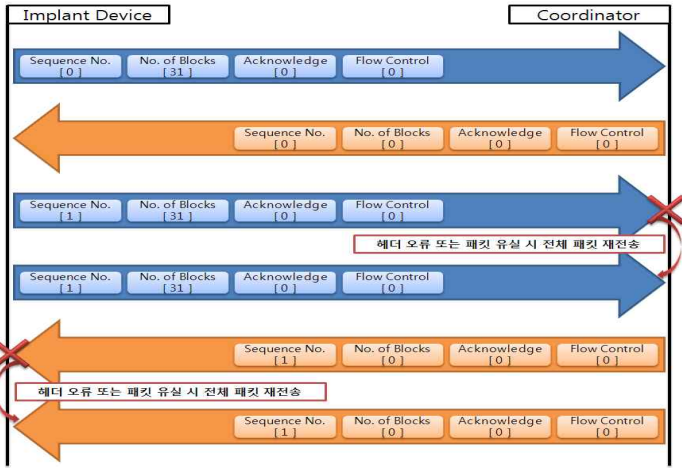 Implant Device
Coordinator
Sequence No. No. of Blocks Acknowledge Flow Control
[ 0 ] [ 31 ] [ 0 ] [ 0 ]
Sequence No. No. of Blocks Acknowledge Flow Control
[ 0 ] [ 0 ] [ 0 ] [ 0 ]
Sequence No. No. of Blocks Acknowledge Flow Control
[ 1 ] [ 31 ] [ 0 ] [ 0 ]
헤더 오류 또는 패킷 유실 시 전체 패킷 재전송
Sequence No. No. of Blocks Acknowledge Flow Control
[ 1 ] [ 31 ] [ 0 ] [ 0 ]
Sequence No. No. of Blocks Acknowledge Flow Control
[ 1 ] [ 0 ] [ 0 ] [ 0 ]
헤더 오류 또는 패킷 유실 시 전체 패킷 재전송
Sequence No. No. of Blocks Acknowledge Flow Control
[ 1 ] [ 0 ] [ 0 ] [ 0 ]